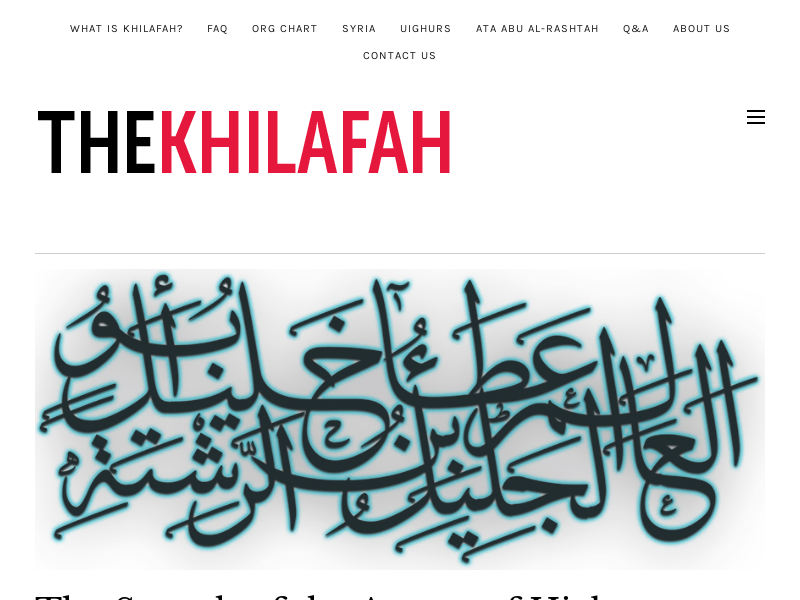 WHAT IS KHILAFAH? FAQ ORG CHART SYRIA UIGHURS ATA ABU AL-RASHTAH Q&A ABOUT US
CONTACT US
THEKHILAFAH
العالم عطاء بن خليل أبو
الجليل الرشتة